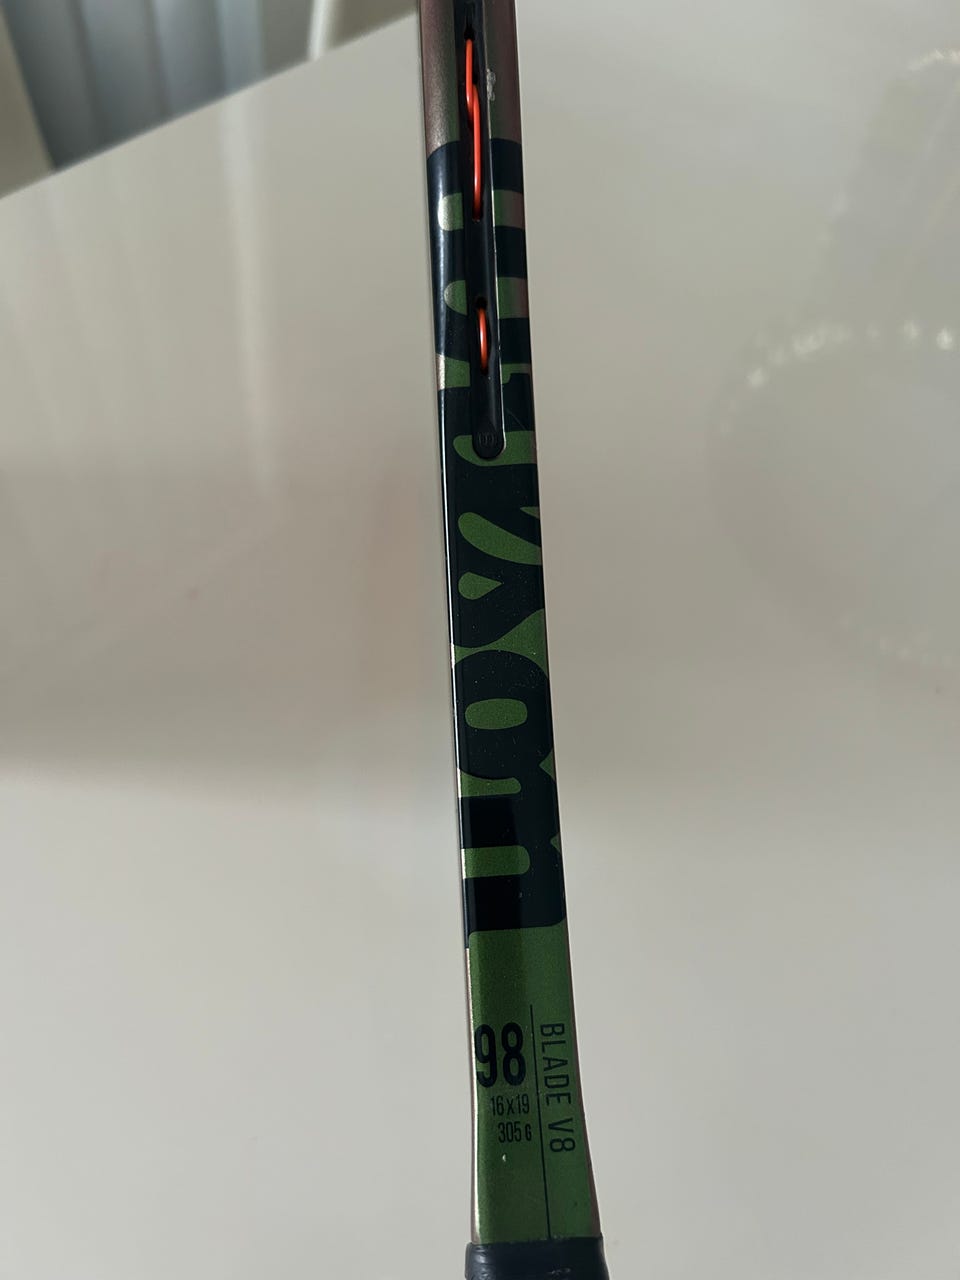 Wilson
98
16x19
305 G
BLADE V8